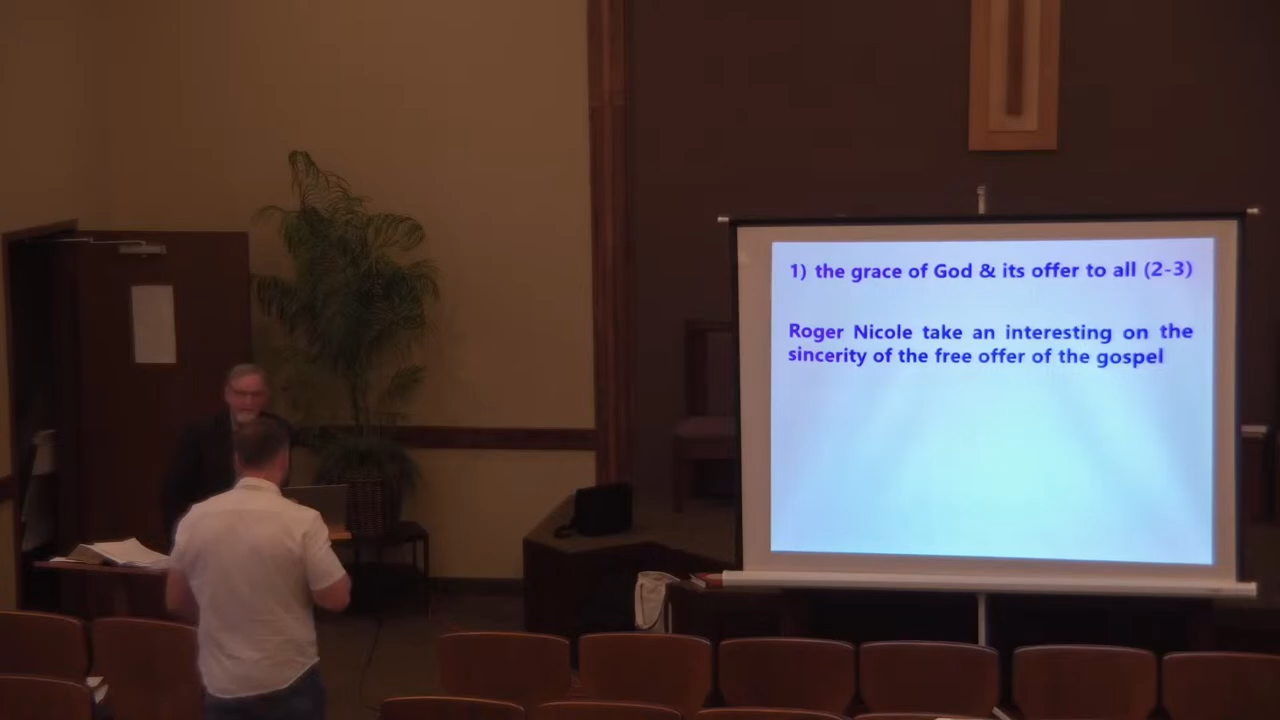 1) the grace of God & its offer to all (2-3)
Roger Nicole take an interesting on the
sincerity of the free offer of the gospel